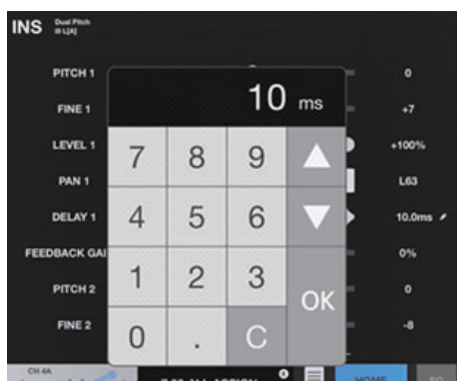 INS Dual Pitch
L[A]
PITCH 1 0
FINE 1 +7
LEVEL 1 +100%
PAN 1 L63
DELAY 1 10.0ms
FEEDBACK GAI 0%
PITCH 2 0
FINE 2 -8
10 ms
7 8 9
4 5 6
1 2 3
OK
0 . C
CH 4A
HOME